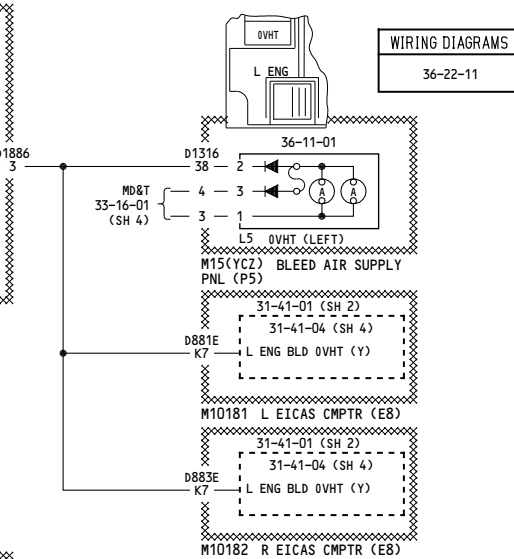 OVHT
L ENG
WIRING DIAGRAMS
36-22-11
36-11-01
D1886
3
D1316
38
2
MD&T
33-16-01
(SH 4)
4
3
3
1
A
A
L5 OVHT (LEFT)
M15(YCZ) BLEED AIR SUPPLY
PNL (P5)
31-41-01 (SH 2)
31-41-04 (SH 4)
D881E
K7
L ENG BLD OVHT (Y)
M10181 L EICAS CMPTR (E8)
31-41-01 (SH 2)
31-41-04 (SH 4)
D883E
K7
L ENG BLD OVHT (Y)
M10182 R EICAS CMPTR (E8)